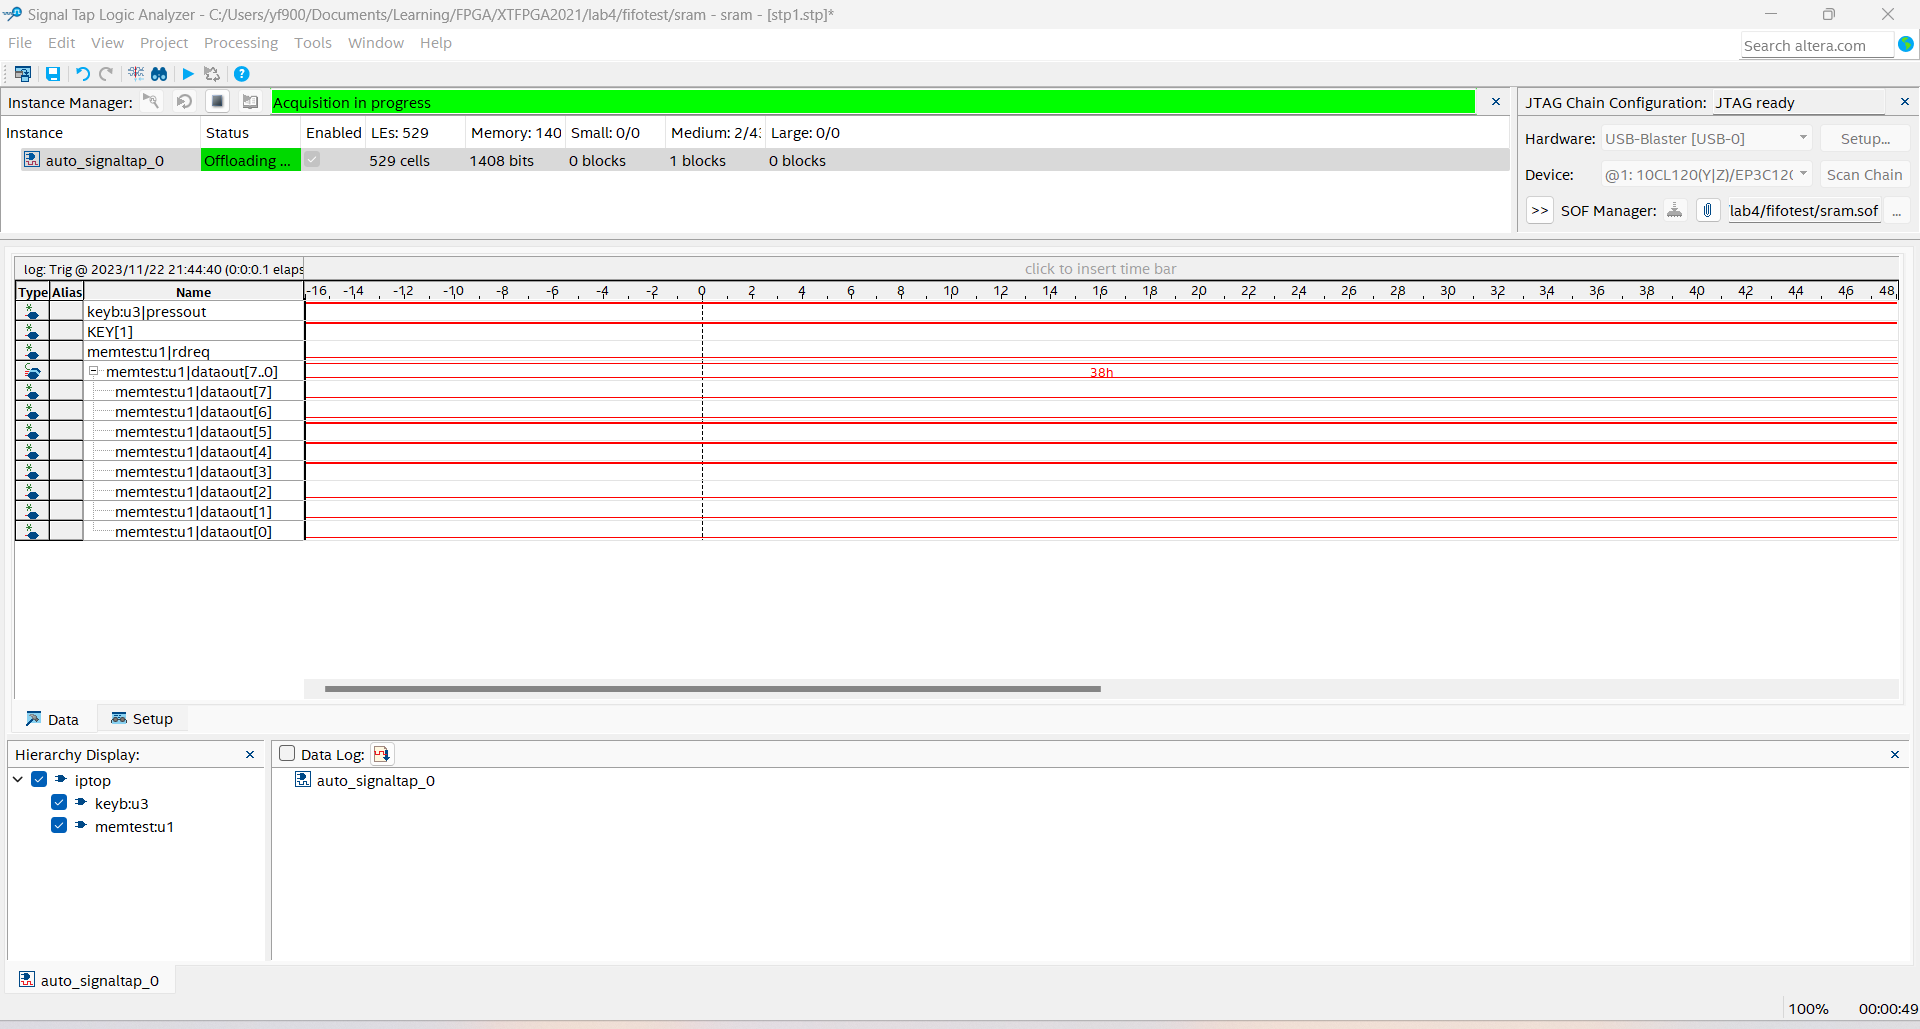 Signal Tap Logic Analyzer - C:/Users/yf900/Documents/Learning/FPGA/XTFPGA2021/lab4/fifotest/sram - sram - [stp1.stp]*
File Edit View Project Processing Tools Window Help
Search altera.com
Instance Manager: Acquisition in progress
JTAG Chain Configuration: JTAG ready
Instance Status Enabled LEs: 529 Memory: 140 Small: 0/0 Medium: 2/43 Large: 0/0
auto_signaltap_0 Offloading ... 529 cells 1408 bits 0 blocks 1 blocks 0 blocks
Hardware: USB-Blaster [USB-0] Setup...
Device: @1: 10CL120(Y|Z)/EP3C120 Scan Chain
>> SOF Manager: lab4/fifotest/sram.sof ...
log: Trig @ 2023/11/22 21:44:40 (0:0:0.1 elaps
click to insert time bar
Type Alias Name
-16 -14 -12 -10 -8 -6 -4 -2 0 2 4 6 8 10 12 14 16 18 20 22 24 26 28 30 32 34 36 38 40 42 44 46 48
keyb:u3|pressout
KEY[1]
memtest:u1|rdreq
memtest:u1|dataout[7..0] 38h
memtest:u1|dataout[7]
memtest:u1|dataout[6]
memtest:u1|dataout[5]
memtest:u1|dataout[4]
memtest:u1|dataout[3]
memtest:u1|dataout[2]
memtest:u1|dataout[1]
memtest:u1|dataout[0]
Data Setup
Hierarchy Display:
iptop
keyb:u3
memtest:u1
Data Log:
auto_signaltap_0
auto_signaltap_0
100% 00:00:49